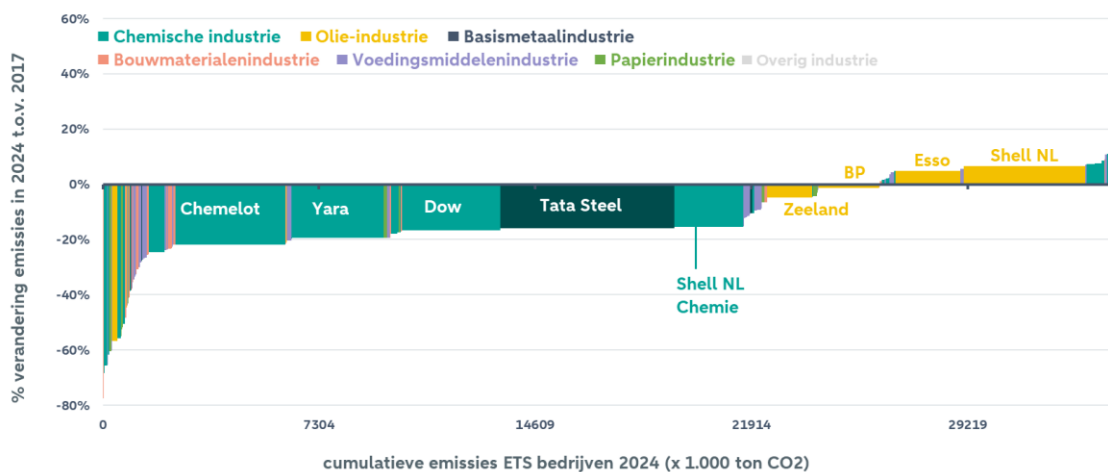 60%
Chemische industrie Olie-industrie Basismetaalindustrie
Bouwmaterialenindustrie Voedingsmiddelenindustrie Papierindustrie Overig industrie
40%
20%
BP Esso Shell NL
0%
Chemelot Yara Dow Tata Steel Zeeland
-20%
Shell NL
Chemie
-40%
-60%
-80%
0 7304 14609 21914 29219
% verandering emissies in 2024 t.o.v. 2017
cumulatieve emissies ETS bedrijven 2024 (x 1.000 ton CO2)